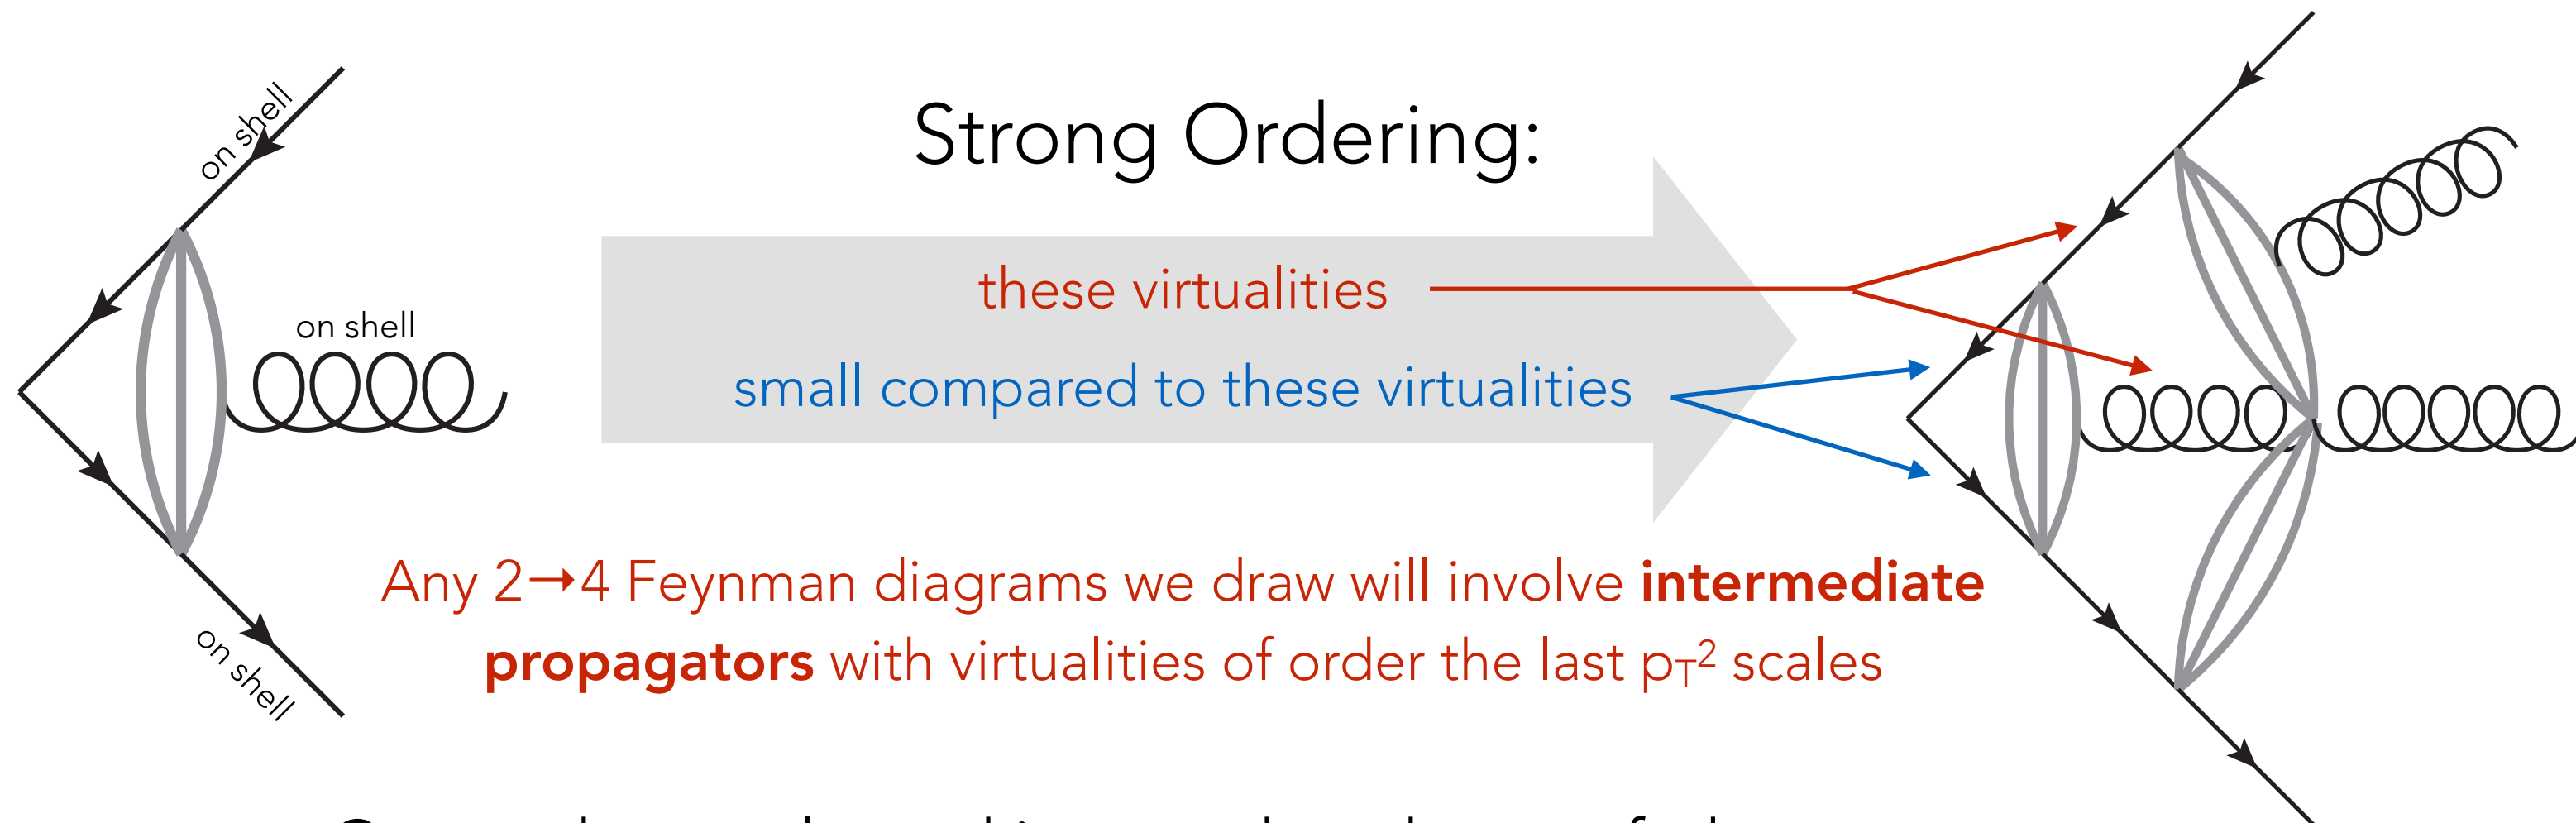 on shell
Strong Ordering:
these virtualities
on shell
small compared to these virtualities
Any 2→4 Feynman diagrams we draw will involve intermediate
propagators with virtualities of order the last pT² scales
on shell